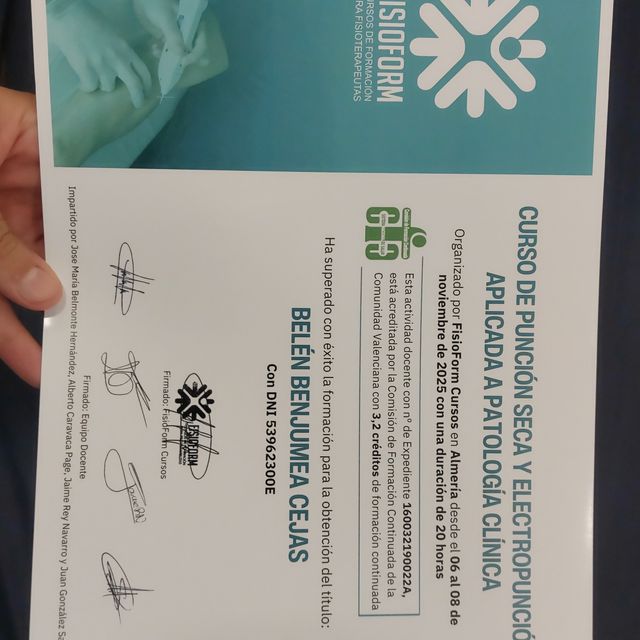 FISIOFORM
CURSOS DE FORMACIÓN
PARA FISIOTERAPEUTAS
CURSO DE PUNCIÓN SECA Y ELECTROPUNCIÓ
APLICADA A PATOLOGÍA CLÍNICA
Organizado por FisioForm Cursos en Almería desde el 06 al 08 de
noviembre de 2025 con una duración de 20 horas
Esta actividad docente con nº de Expediente 160032190022A,
está acreditada por la Comisión de Formación Continuada de la
Comunidad Valenciana con 3,2 créditos de formación continuada
Ha superado con éxito la formación para la obtención del título:
BELÉN BENJUMEA CEJAS
Con DNI 53962300E
FISIOFORM
Firmado: FisioForm Cursos
Firmado: Equipo Docente
Impartido por Jose María Belmonte Hernández, Alberto Caravaca Page, Jaime Rey Navarro y Juan González Sa